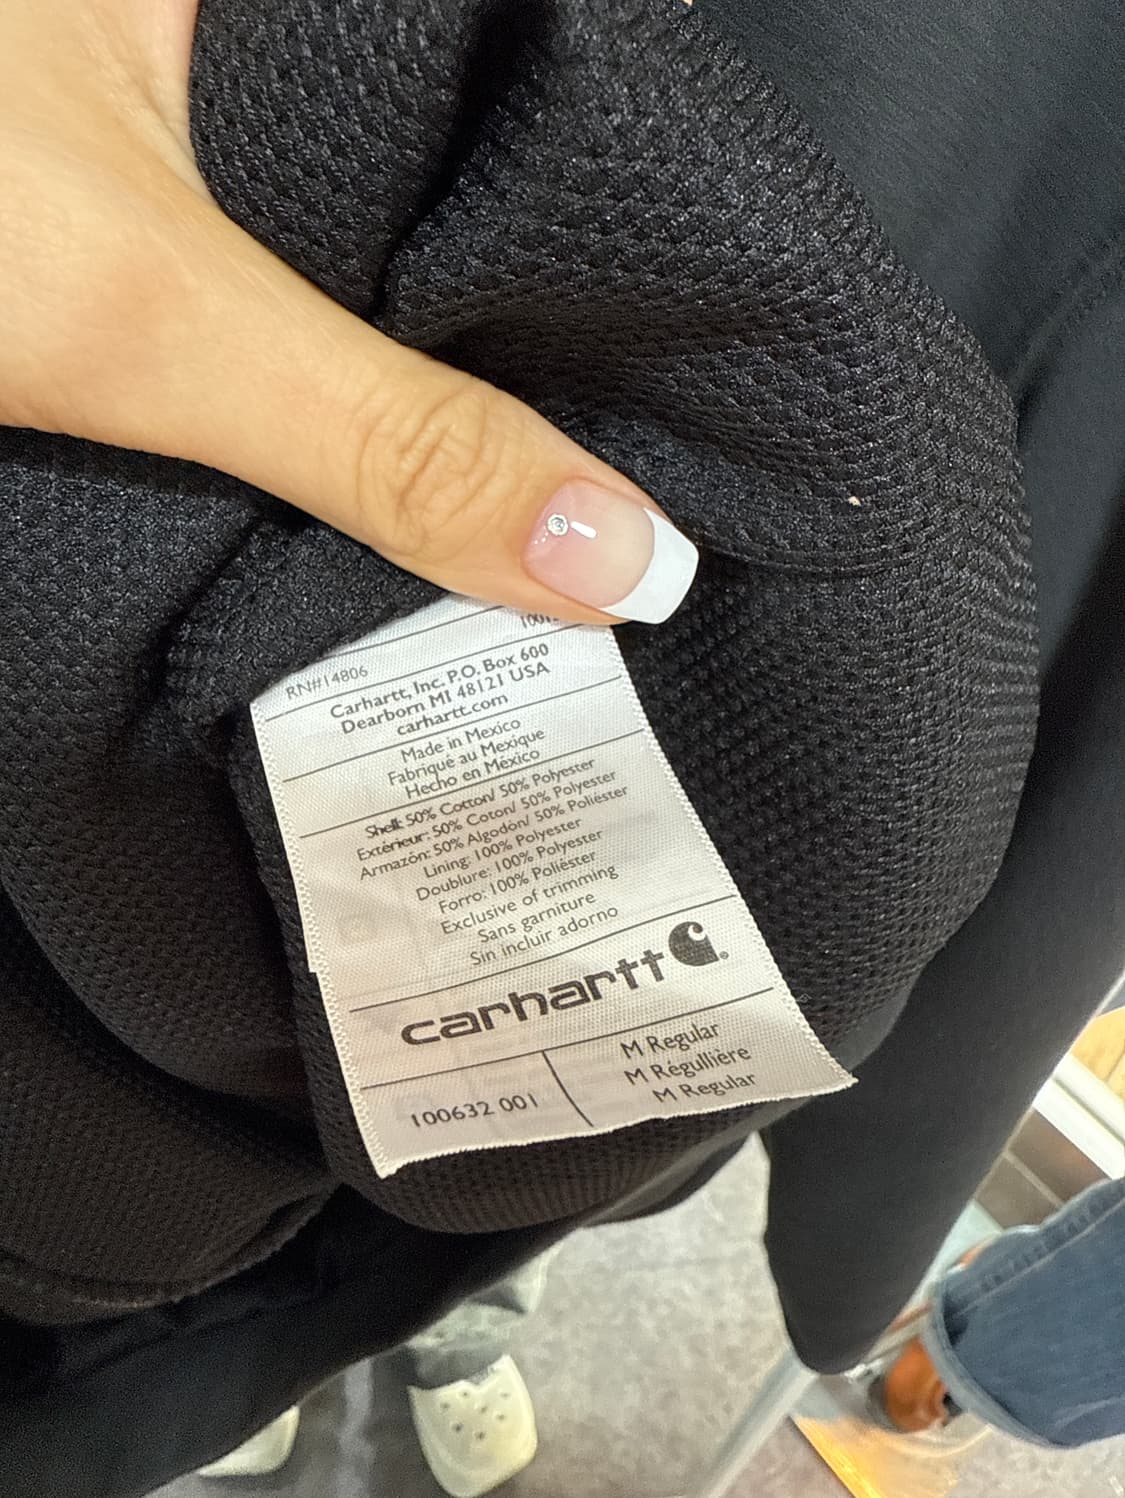 RN#14806
Carhartt, Inc. P.O. Box 600
Dearborn MI 48121 USA
carhartt.com
Made in Mexico
Fabriqué au Mexique
Hecho en México
Shell: 50% Cotton/ 50% Polyester
Extérieur: 50% Coton/ 50% Polyester
Armazón: 50% Algodón/ 50% Poliéster
Lining: 100% Polyester
Doublure: 100% Polyester
Forro: 100% Poliéster
Exclusive of trimming
Sans garniture
Sin incluir adorno
carhartt
100632 001
M Regular
M Régullière
M Regular